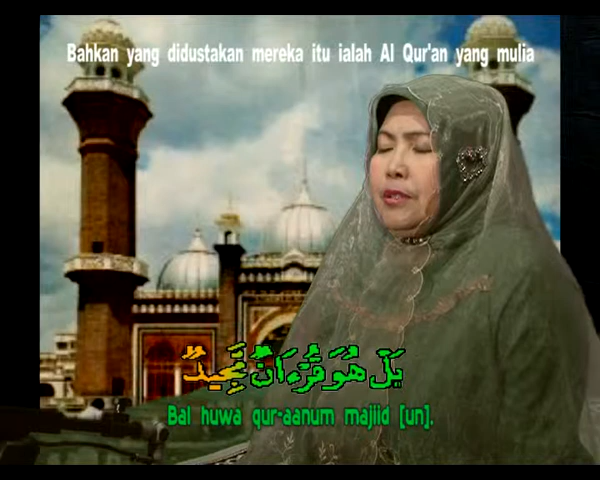 Bahkan yang didustakan mereka itu ialah Al Qur'an yang mulia
بَلْ هُوَ قُرْءَانٌ مَّجِيدٌ
Bal huwa qur-aanum majiid [un].